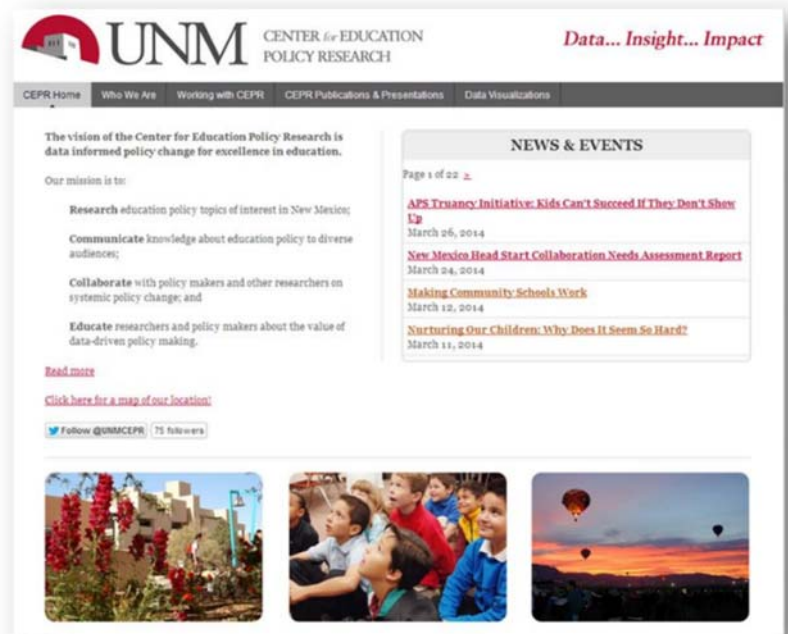 UNM CENTER for EDUCATION
POLICY RESEARCH
Data... Insight... Impact
CEPR Home Who We Are Working with CEPR CEPR Publications & Presentations Data Visualizations
The vision of the Center for Education Policy Research is
data informed policy change for excellence in education.
Our mission is to:
Research education policy topics of interest in New Mexico;
Communicate knowledge about education policy to diverse
audiences;
Collaborate with policy makers and other researchers on
systemic policy change; and
Educate researchers and policy makers about the value of
data-driven policy making.
Read more
Click here for a map of our location!
Follow @UNMCEPR 75 followers
NEWS & EVENTS
Page 1 of 22 »
APS Truancy Initiative: Kids Can't Succeed If They Don't Show
Up
March 26, 2014
New Mexico Head Start Collaboration Needs Assessment Report
March 24, 2014
Making Community Schools Work
March 12, 2014
Nurturing Our Children: Why Does It Seem So Hard?
March 11, 2014